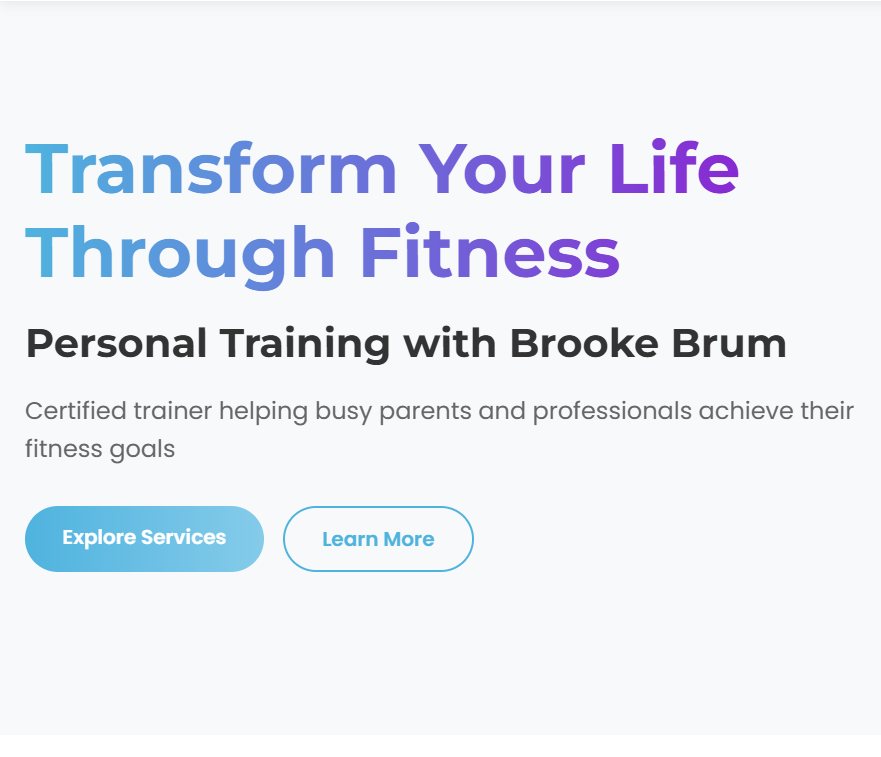 Transform Your Life
Through Fitness
Personal Training with Brooke Brum
Certified trainer helping busy parents and professionals achieve their
fitness goals
Explore Services
Learn More